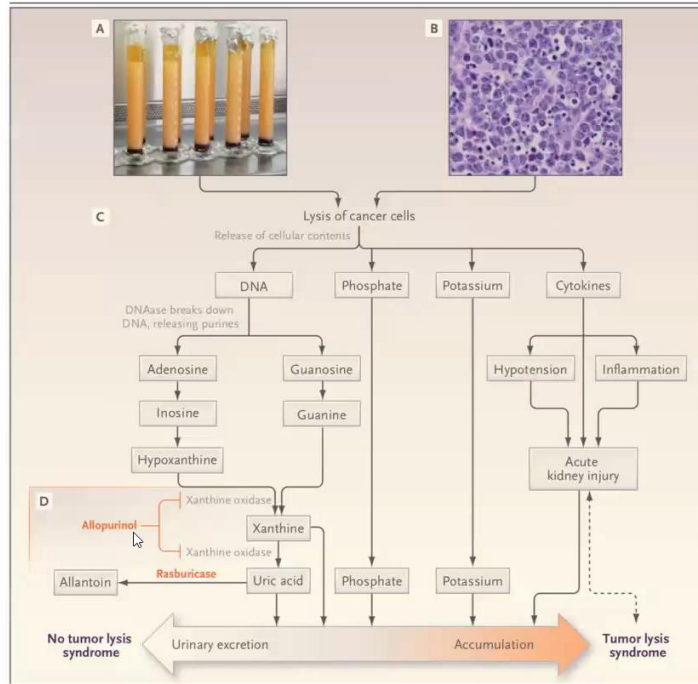 A
B
C
Lysis of cancer cells
Release of cellular contents
DNA
Phosphate
Potassium
Cytokines
DNAase breaks down
DNA, releasing purines
Adenosine
Guanosine
Hypotension
Inflammation
Inosine
Guanine
Hypoxanthine
Acute
kidney injury
D
Xanthine oxidase
Allopurinol
Xanthine
Xanthine oxidase
Allantoin
Rasburicase
Uric acid
Phosphate
Potassium
No tumor lysis
syndrome
Urinary excretion
Accumulation
Tumor lysis
syndrome